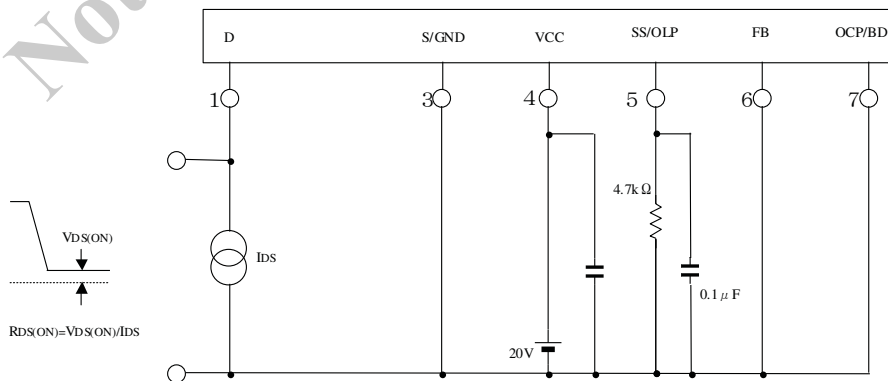 Not
D S/GND VCC SS/OLP FB OCP/BD
1 3 4 5 6 7
4.7kΩ
VDS(ON)
IDS
0.1μF
RDS(ON)=VDS(ON)/IDS
20V